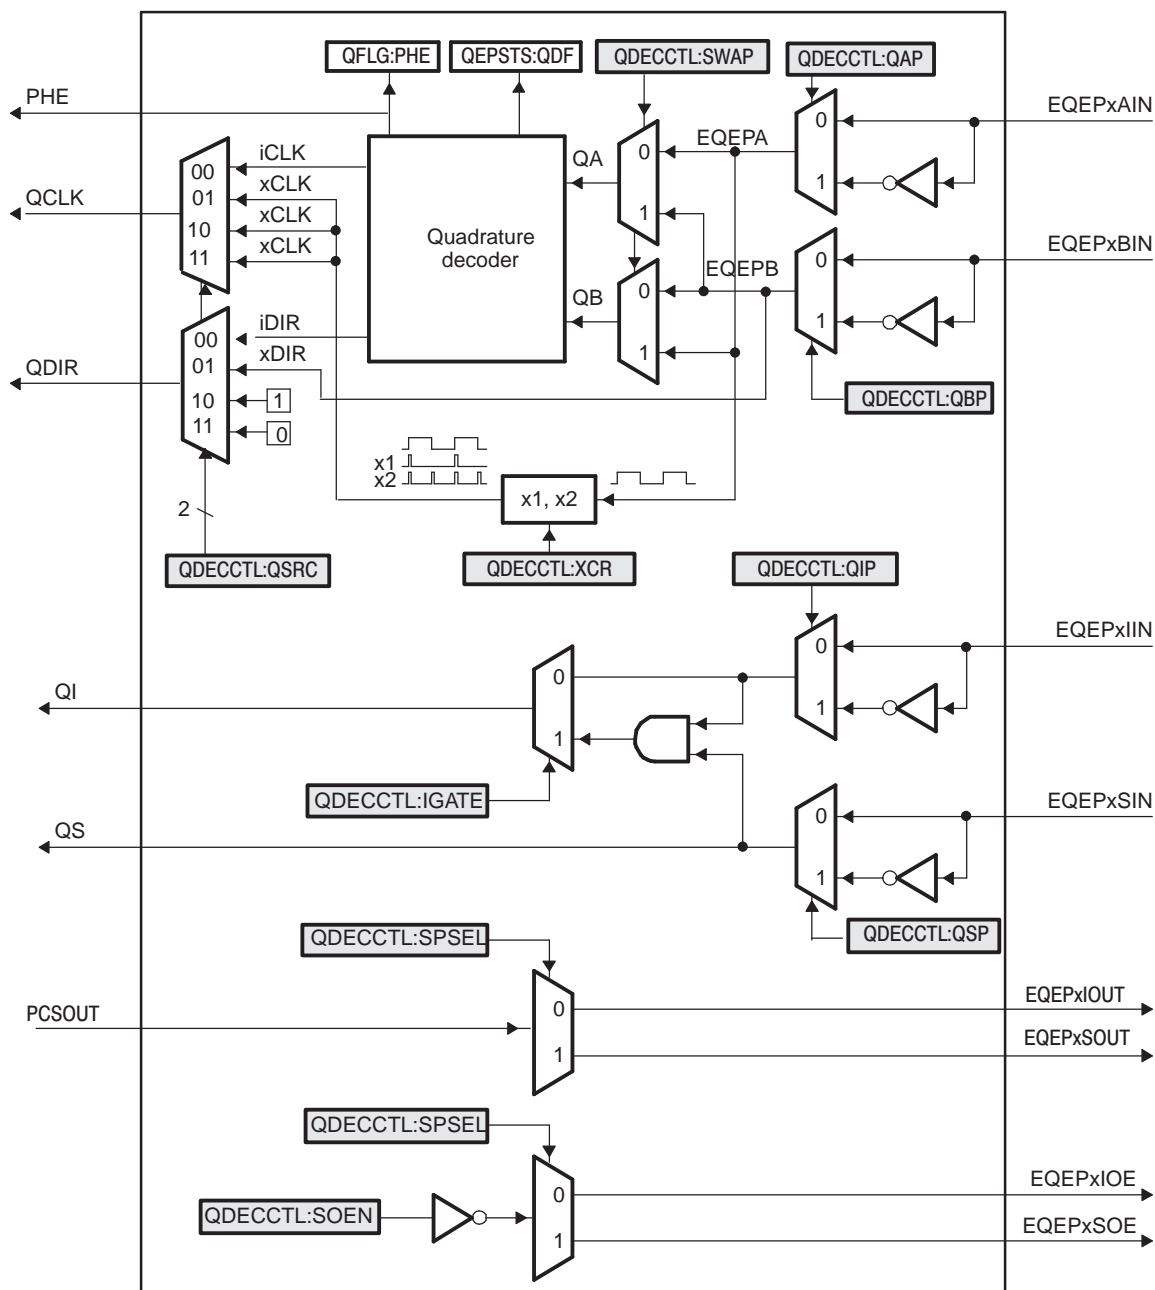 QFLG:PHE
QEPSTS:QDF
QDECCTL:SWAP
QDECCTL:QAP
PHE
EQEPxAIN
0
EQEPA
0
iCLK
QA
00
xCLK
1
01
QCLK
xCLK
1
10
xCLK
11
Quadrature
decoder
EQEPxBIN
EQEPB
0
0
QB
1
iDIR
00
xDIR
1
01
QDIR
10
1
QDECCTL:QBP
11
0
x1
x2
x1, x2
2
QDECCTL:QSRC
QDECCTL:XCR
QDECCTL:QIP
EQEPxIIN
0
0
QI
1
1
QDECCTL:IGATE
EQEPxSIN
0
QS
1
QDECCTL:SPSEL
QDECCTL:QSP
EQEPxIOUT
PCSOUT
0
EQEPxSOUT
1
QDECCTL:SPSEL
EQEPxIOE
0
QDECCTL:SOEN
EQEPxSOE
1